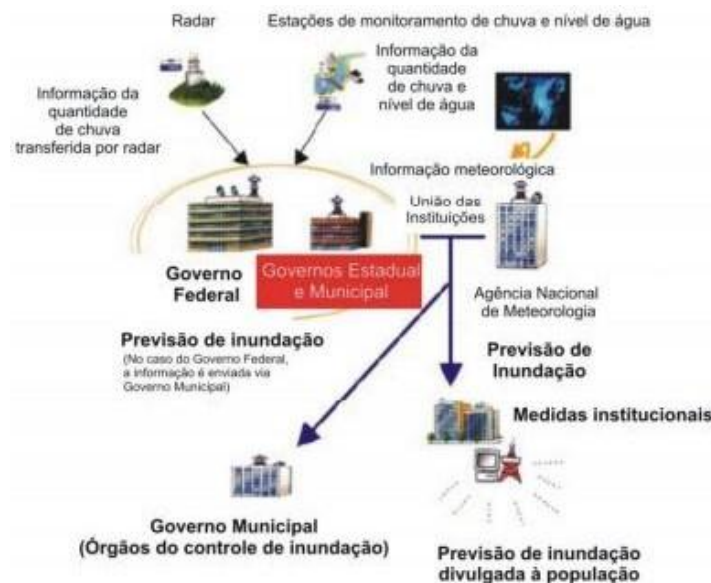 Radar
Estações de monitoramento de chuva e nível de água
Informação da
quantidade
de chuva e
nível de água
Informação da
quantidade
de chuva
transferida por radar
Informação meteorológica
União das
Instituições
Governo
Federal
Governos Estadual
e Municipal
Agência Nacional
de Meteorologia
Previsão de inundação
(No caso do Governo Federal,
a informação é enviada via
Governo Municipal)
Previsão de
Inundação
Medidas institucionais
Governo Municipal
(Órgãos do controle de inundação)
Previsão de inundação
divulgada à população